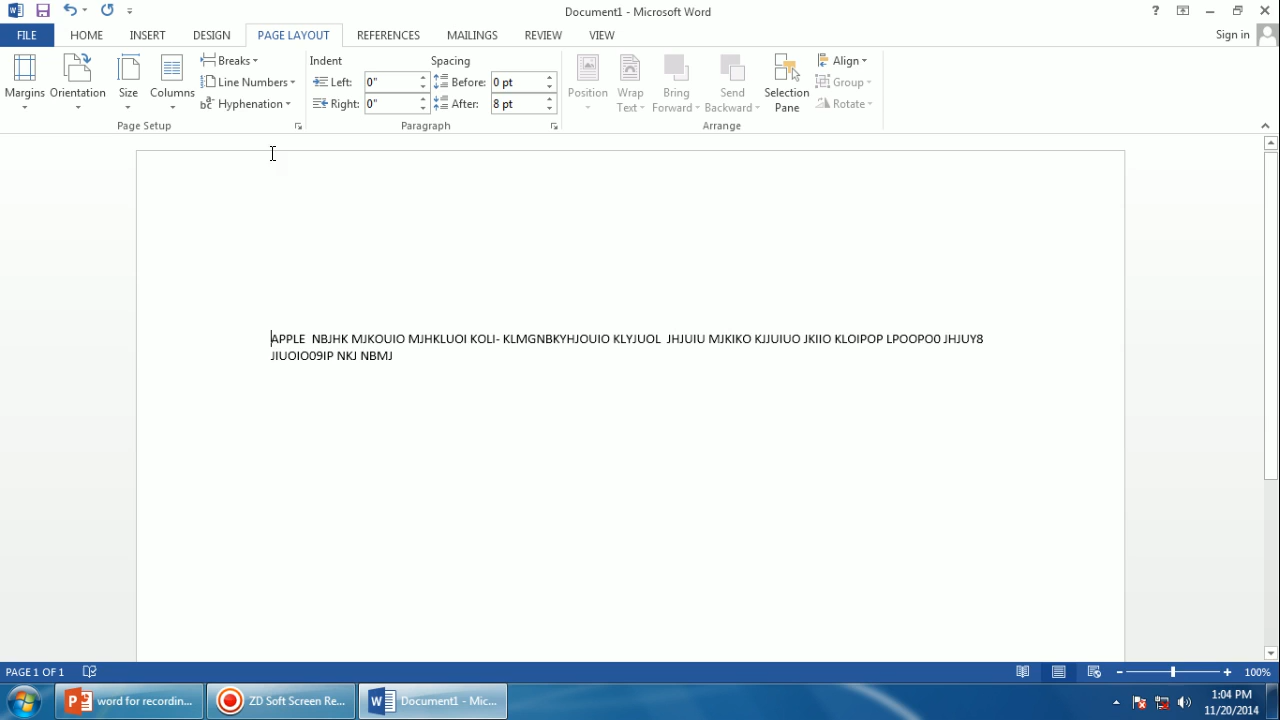 Document1 - Microsoft Word
?
FILE HOME INSERT DESIGN PAGE LAYOUT REFERENCES MAILINGS REVIEW VIEW Sign in
Breaks Indent Spacing Align
Margins Orientation Size Columns Line Numbers Left: 0" Before: 0 pt Position Wrap Text Bring Forward Send Backward Selection Pane Group
Hyphenation Right: 0" After: 8 pt Rotate
Page Setup Paragraph Arrange
APPLE  NBJHK MJKOUIO MJHKLUOI KOLI- KLMGNBKYHJOUIO KLYJUOL  JHJUIU MJKIKO KJJUIUO JKIIO KLOIPOP LPOOPO0 JHJUY8
JIUOIO09IP NKJ NBMJ
PAGE 1 OF 1 100%
word for recordin... ZD Soft Screen Re... Document1 - Mic... 1:04 PM
11/20/2014